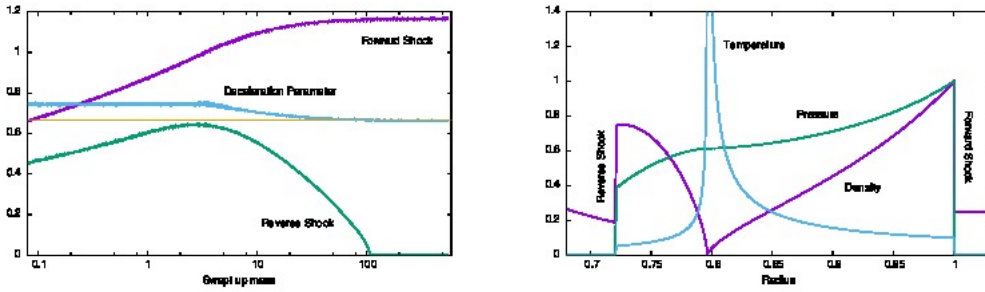 1.2
1
0.8
0.6
0.4
0.2
0
0.1
1
10
100
Swept up mass
Forward Shock
Deceleration Parameter
Reverse Shock
1.4
1.2
1
0.8
0.6
0.4
0.2
0
0.7
0.75
0.8
0.85
0.9
0.95
1
Radius
Reverse Shock
Temperature
Pressure
Density
Forward Shock